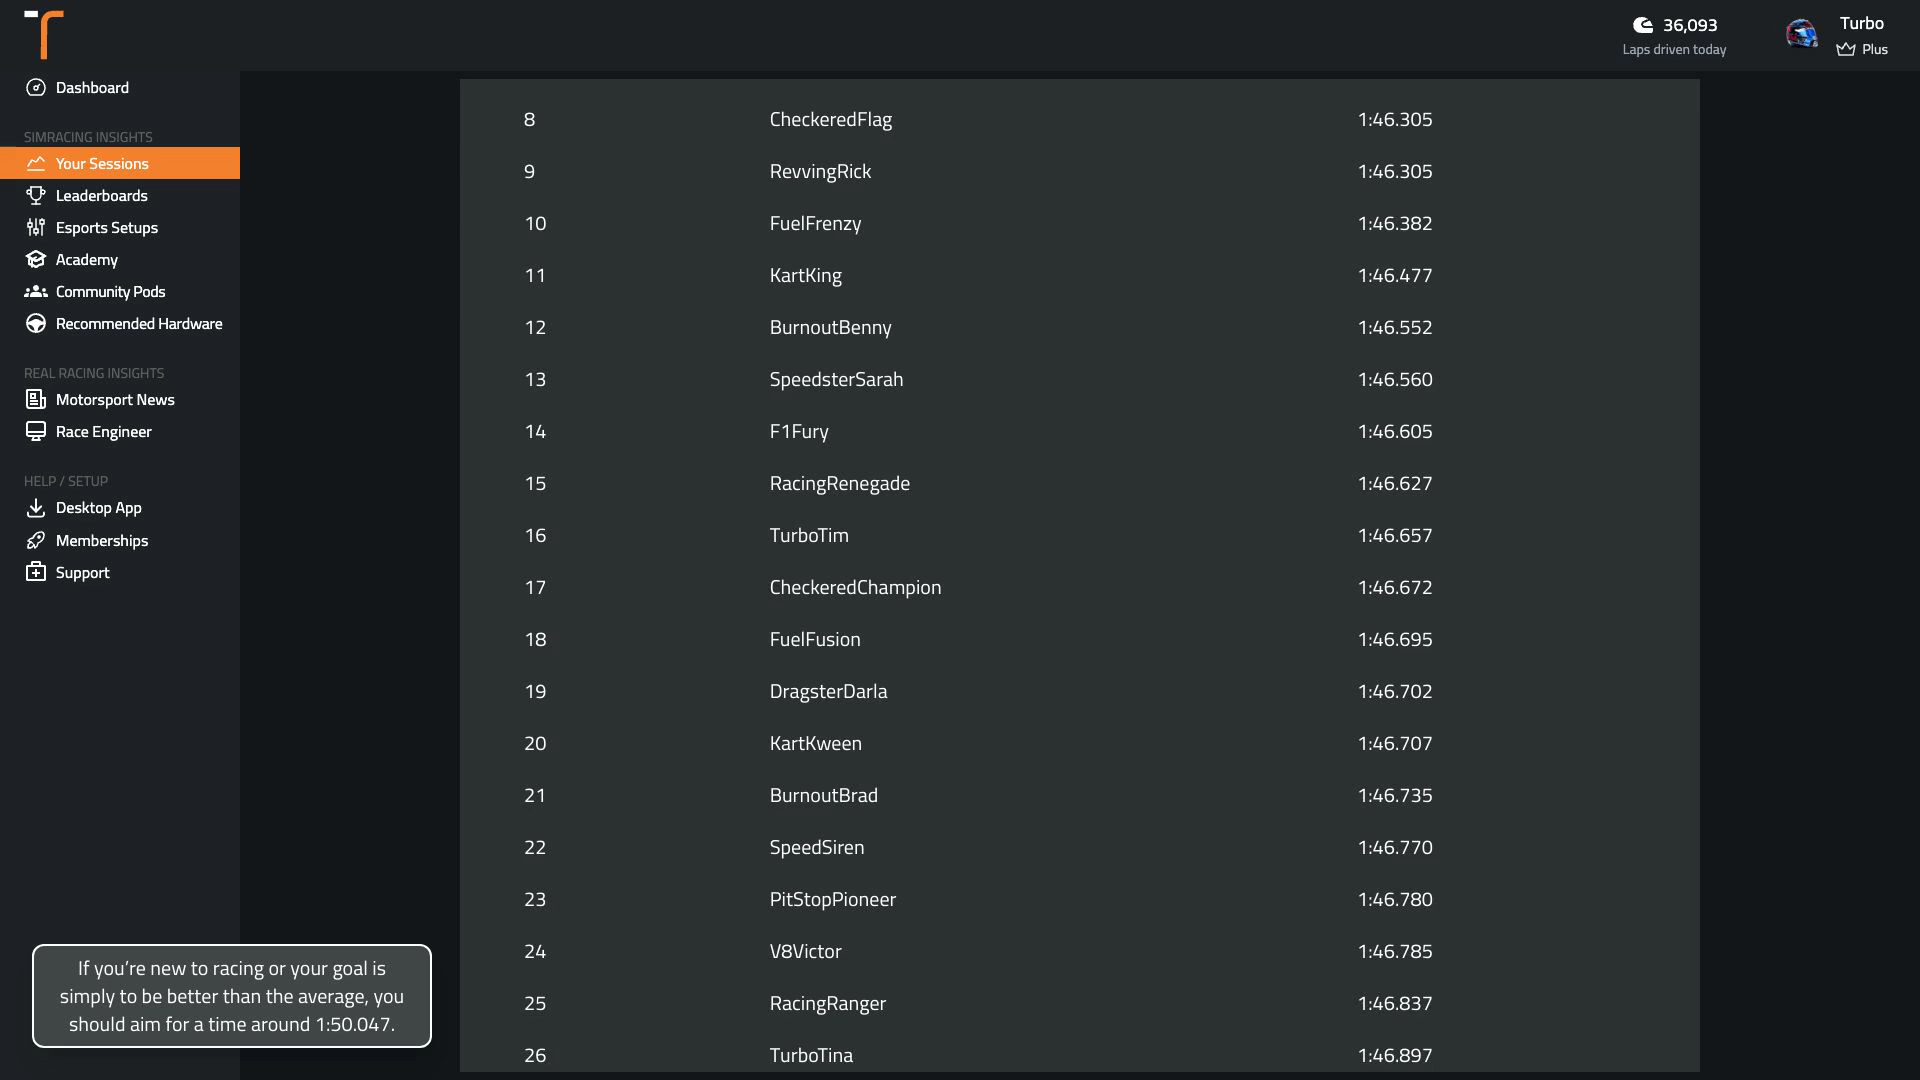 36,093
Laps driven today
Turbo
Plus
Dashboard
SIMRACING INSIGHTS
Your Sessions
Leaderboards
Esports Setups
Academy
Community Pods
Recommended Hardware
REAL RACING INSIGHTS
Motorsport News
Race Engineer
HELP / SETUP
Desktop App
Memberships
Support
8 CheckeredFlag 1:46.305
9 RevvingRick 1:46.305
10 FuelFrenzy 1:46.382
11 KartKing 1:46.477
12 BurnoutBenny 1:46.552
13 SpeedsterSarah 1:46.560
14 F1Fury 1:46.605
15 RacingRenegade 1:46.627
16 TurboTim 1:46.657
17 CheckeredChampion 1:46.672
18 FuelFusion 1:46.695
19 DragsterDarla 1:46.702
20 KartKween 1:46.707
21 BurnoutBrad 1:46.735
22 SpeedSiren 1:46.770
23 PitStopPioneer 1:46.780
24 V8Victor 1:46.785
25 RacingRanger 1:46.837
26 TurboTina 1:46.897
If you’re new to racing or your goal is
simply to be better than the average, you
should aim for a time around 1:50.047.